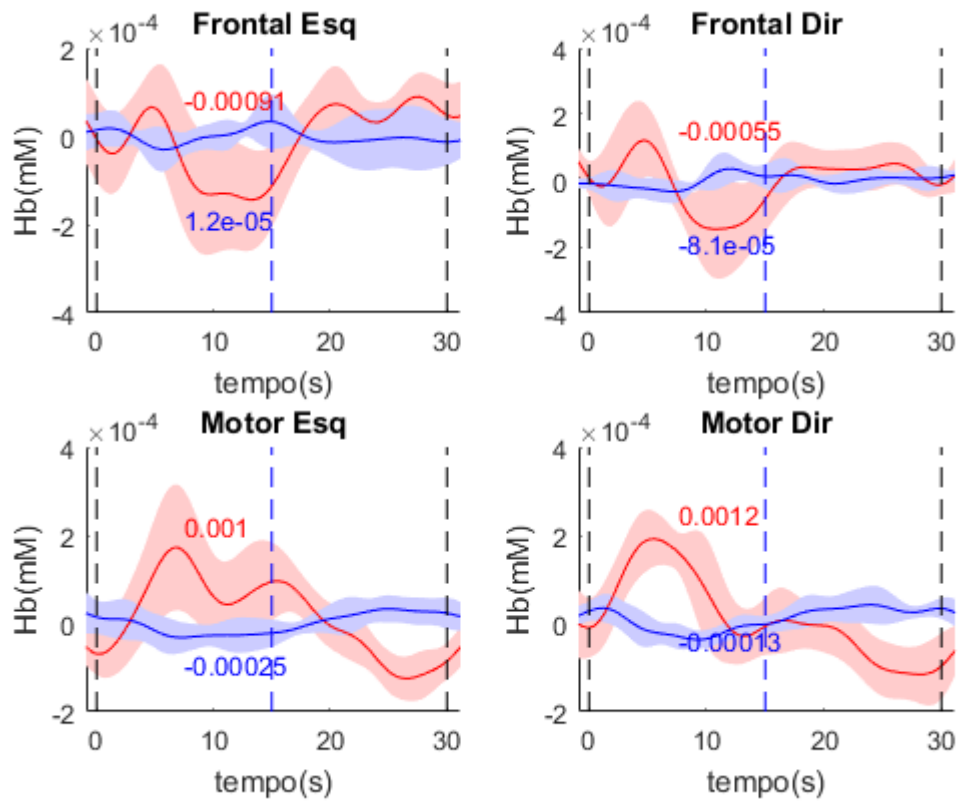 Frontal Esq
×10-4
2
0
-2
-4
Hb(mM)
-0.00091
1.2e-05
0 10 20 30
tempo(s)
Frontal Dir
×10-4
4
2
0
-2
-4
Hb(mM)
-0.00055
-8.1e-05
0 10 20 30
tempo(s)
Motor Esq
×10-4
4
2
0
-2
Hb(mM)
0.001
-0.00025
0 10 20 30
tempo(s)
Motor Dir
×10-4
4
2
0
-2
Hb(mM)
0.0012
-0.00013
0 10 20 30
tempo(s)